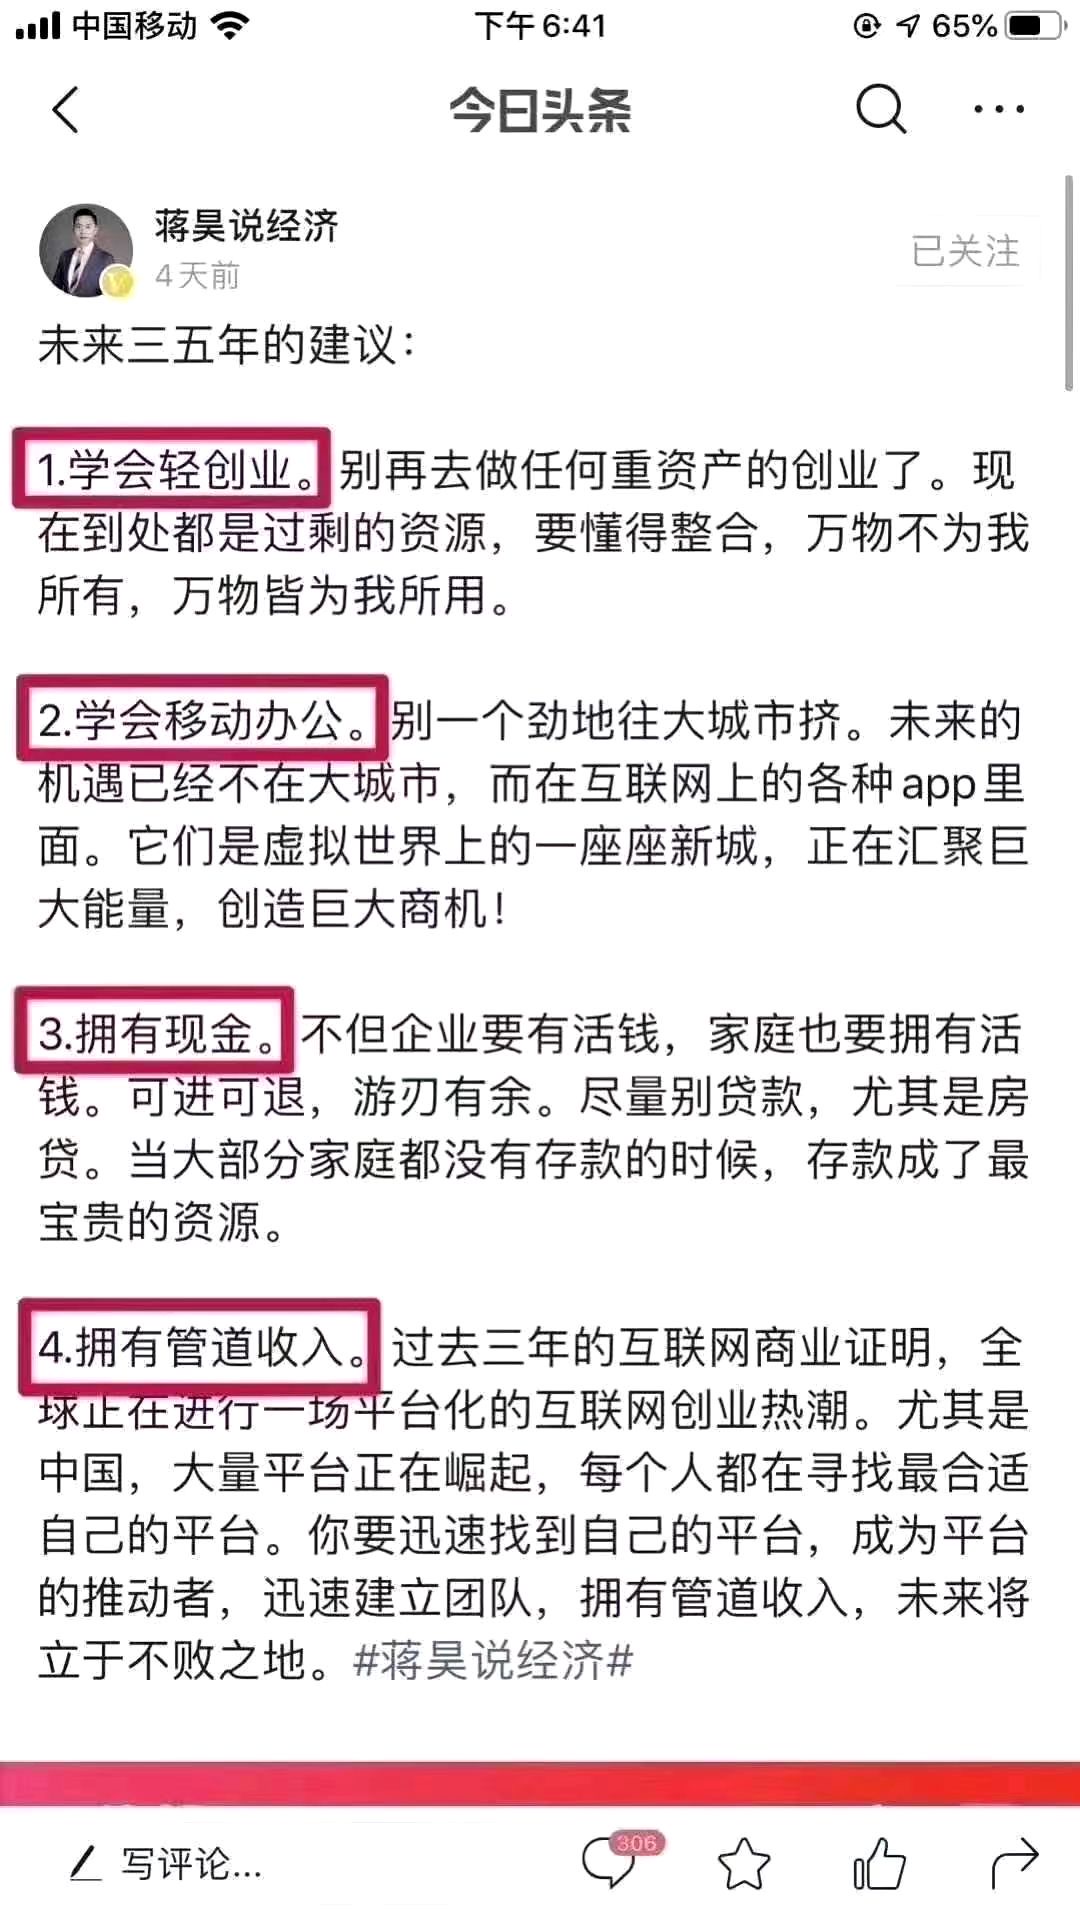 中国移动 下午6:41 65%
今日头条
蒋昊说经济
4天前
已关注
未来三五年的建议：
1.学会轻创业。别再去做任何重资产的创业了。现
在到处都是过剩的资源，要懂得整合，万物不为我
所有，万物皆为我所用。
2.学会移动办公。别一个劲地往大城市挤。未来的
机遇已经不在大城市，而在互联网上的各种app里
面。它们是虚拟世界上的一座座新城，正在汇聚巨
大能量，创造巨大商机！
3.拥有现金。不但企业要有活钱，家庭也要拥有活
钱。可进可退，游刃有余。尽量别贷款，尤其是房
贷。当大部分家庭都没有存款的时候，存款成了最
宝贵的资源。
4.拥有管道收入。过去三年的互联网商业证明，全
球正在进行一场平台化的互联网创业热潮。尤其是
中国，大量平台正在崛起，每个人都在寻找最合适
自己的平台。你要迅速找到自己的平台，成为平台
的推动者，迅速建立团队，拥有管道收入，未来将
立于不败之地。#蒋昊说经济#
写评论... 306